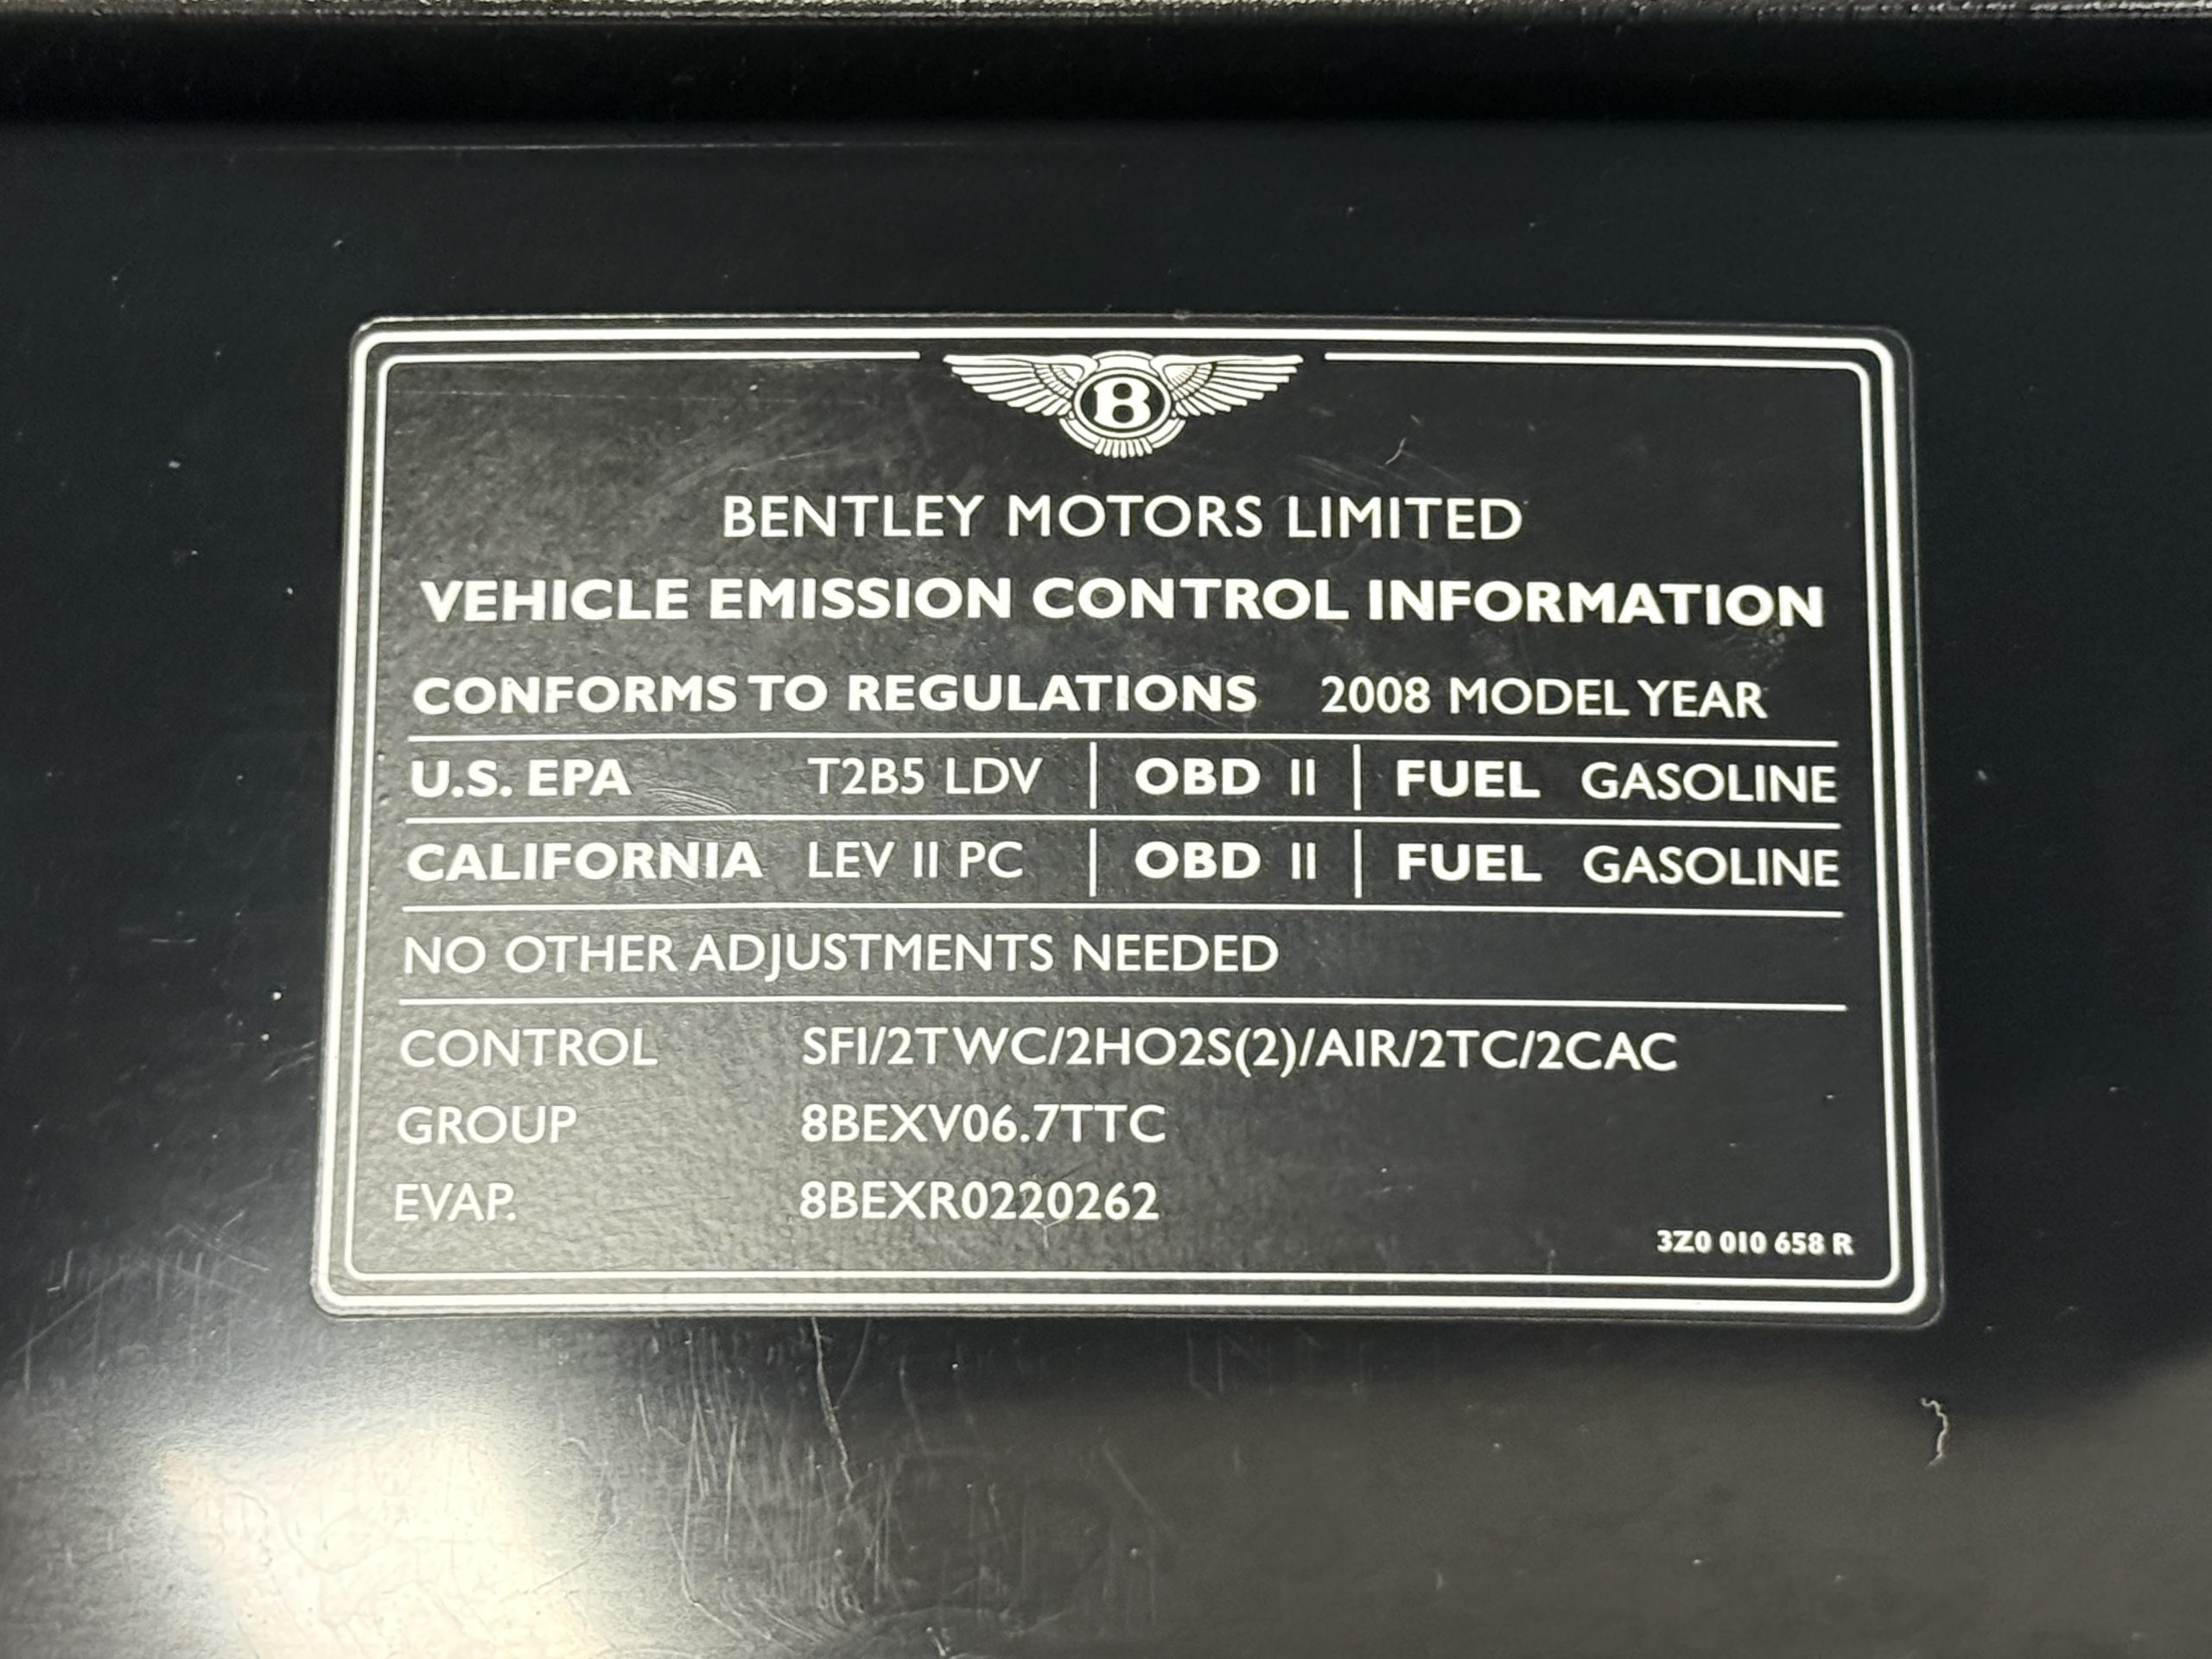 B
BENTLEY MOTORS LIMITED
VEHICLE EMISSION CONTROL INFORMATION
CONFORMS TO REGULATIONS 2008 MODEL YEAR
U.S. EPA T2B5 LDV | OBD II | FUEL GASOLINE
CALIFORNIA LEV II PC | OBD II | FUEL GASOLINE
NO OTHER ADJUSTMENTS NEEDED
CONTROL SFI/2TWC/2HO2S(2)/AIR/2TC/2CAC
GROUP 8BEXV06.7TTC
EVAP. 8BEXR0220262
3Z0 010 658 R